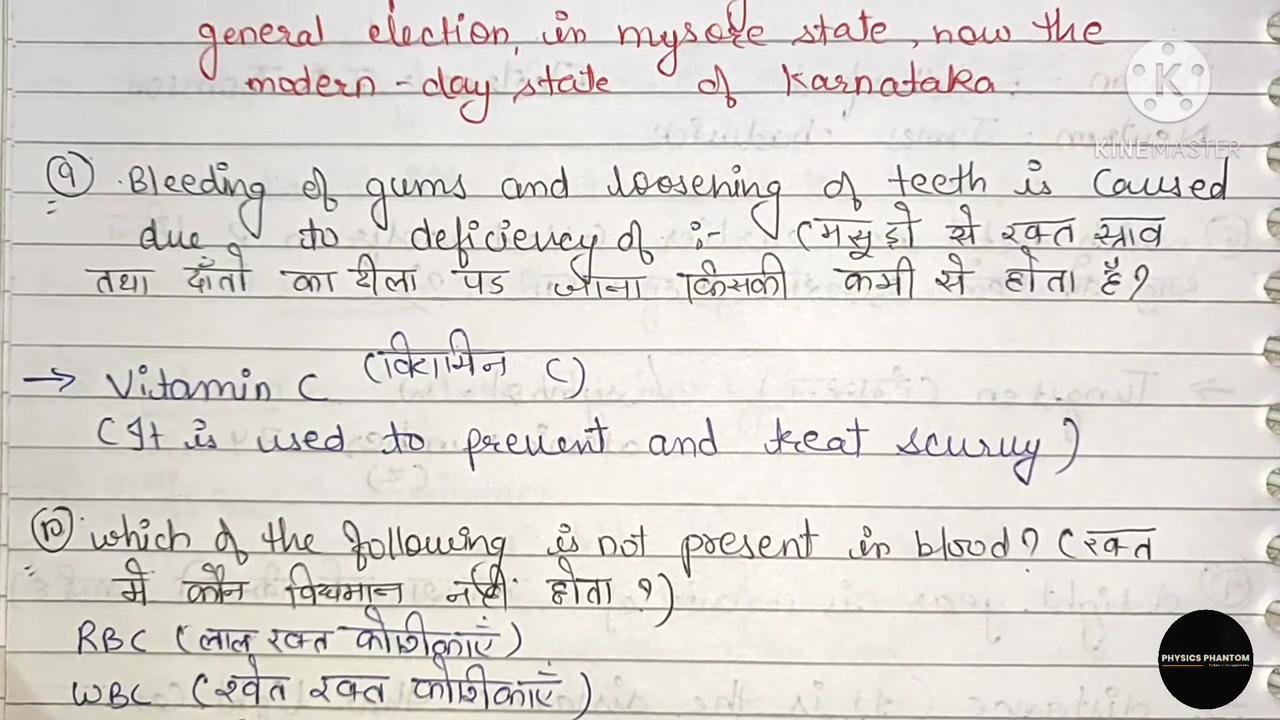 general election, in mysore state, now the
modern-day state of Karnataka.
K
KINEMASTER
(9) Bleeding of gums and loosening of teeth is caused
due to deficiency of :- (मसूड़ो से रक्त स्राव
तथा दाँतो का ढीला पड जाना किसकी कमी से होता है?
→ Vitamin C (विटामिन C)
(It is used to prevent and treat scurvy)
(10) which of the following is not present in blood? (रक्त
मे कौन विद्यमान नही होता ?)
RBC (लाल रक्त कोशिकाएं)
WBC (श्वेत रक्त कोशिकाएं)
PHYSICS PHANTOM